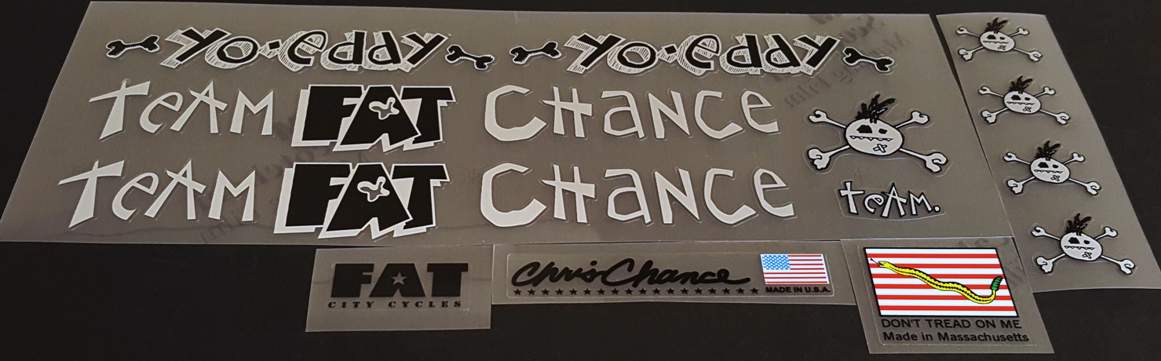 Yo·eddy Yo·eddy
TeAM FAT CHANCE
TeAM FAT CHANCE
TeAM.
FAT
CITY CYCLES
Chris Chance
MADE IN U.S.A.
DON'T TREAD ON ME
Made in Massachusetts